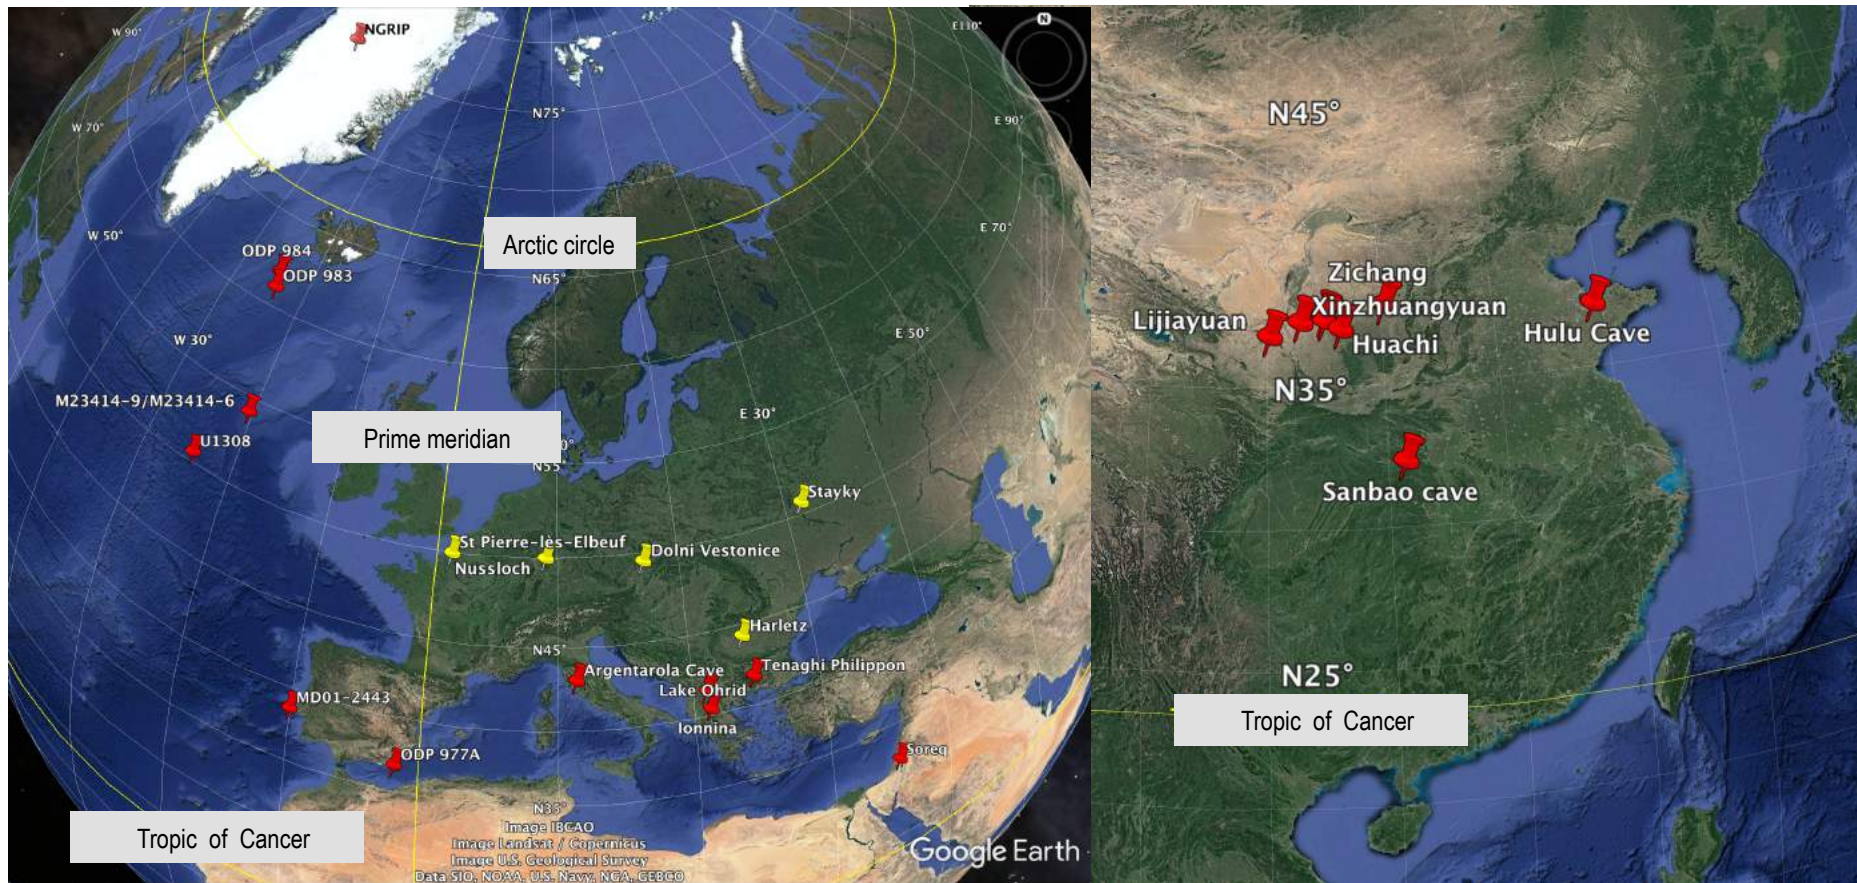 W 90°
NGRIP
E110°
N
N75°
W 70°
E 90°
W 50°
ODP 984
ODP 983
Arctic circle
E 70°
N65°
W 30°
E 50°
M23414-9/M23414-6
U1308
Prime meridian
E 30°
N55°
Stayky
St Pierre-lès-Elbeuf
Nussloch
Dolni Vestonice
Harletz
N45°
Argentarola Cave
Tenaghi Philippon
Lake Ohrid
MD01-2443
Ionnina
ODP 977A
Soreq
N35°
Tropic of Cancer
Image IBCAO
Image Landsat / Copernicus
Image U.S. Geological Survey
Data SIO, NOAA, U.S. Navy, NGA, GEBCO
Google Earth
N45°
Zichang
Xinzhuangyuan
Lijiayuan
Hulu Cave
Huachi
N35°
Sanbao cave
N25°
Tropic of Cancer